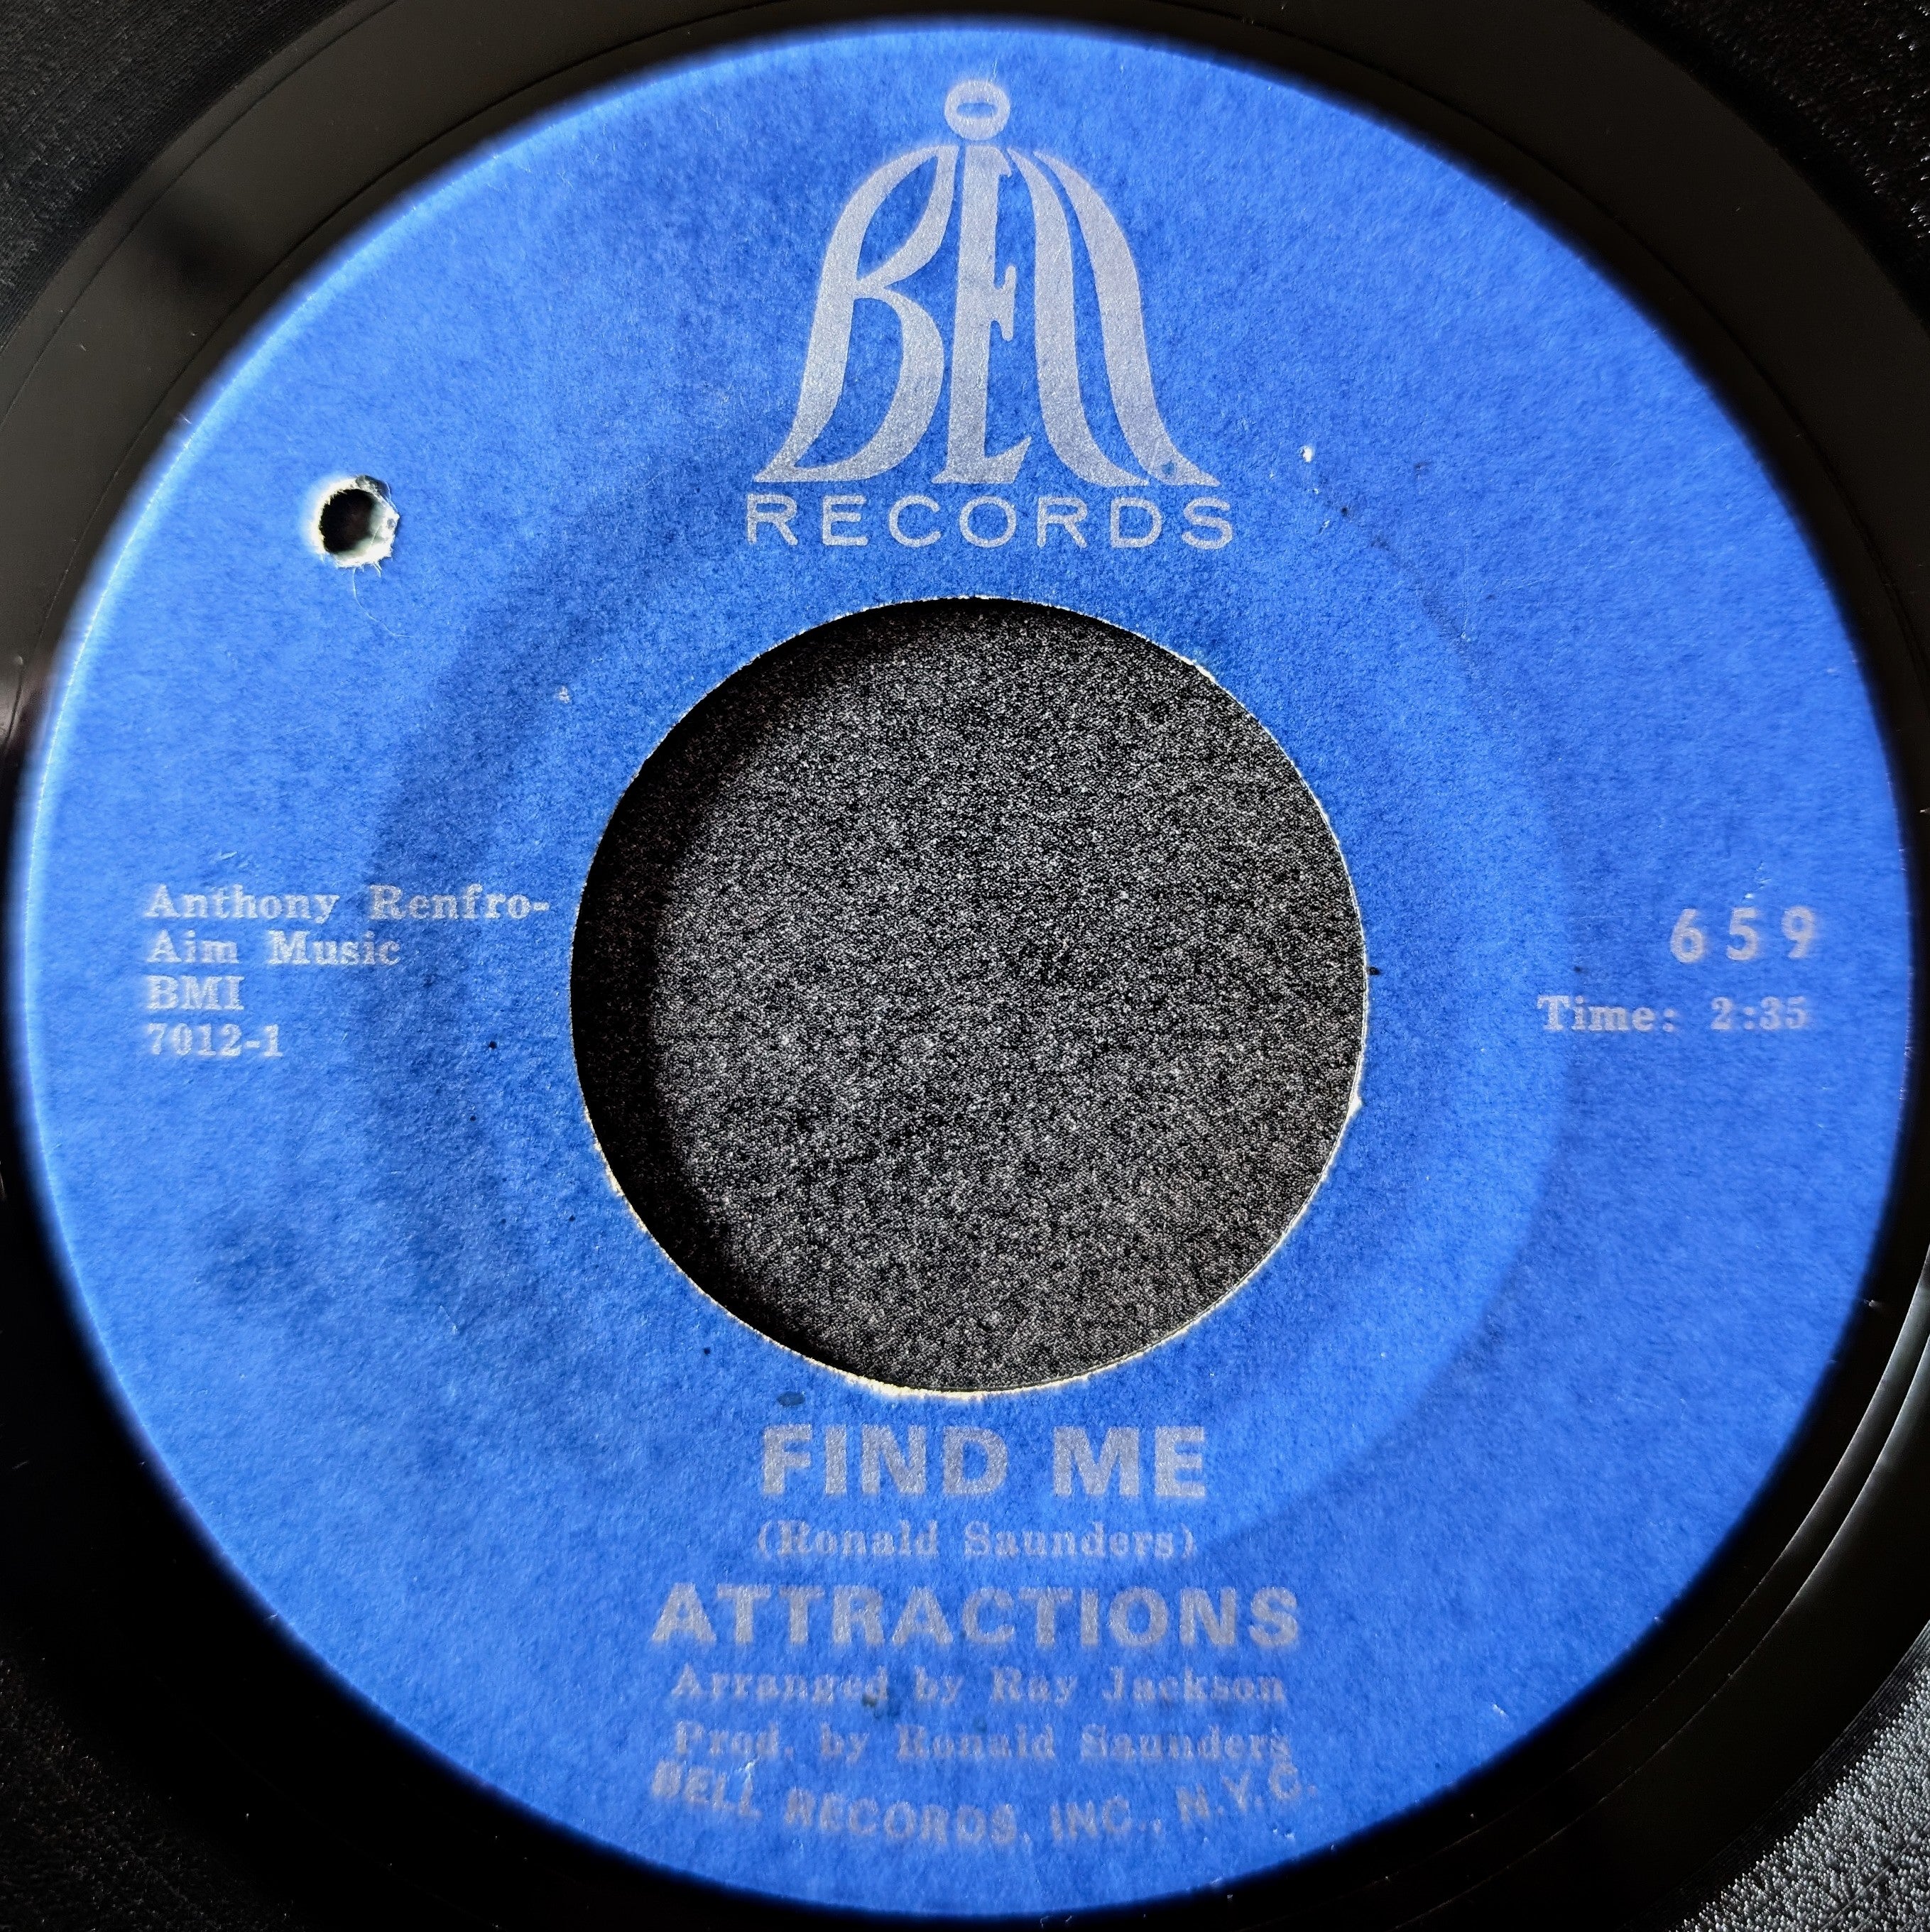 BELL
RECORDS
Anthony Renfro-
Aim Music
BMI
7012-1
659
Time: 2:35
FIND ME
(Ronald Saunders)
ATTRACTIONS
Arranged by Ray Jackson
Prod. by Ronald Saunders
BELL RECORDS, INC., N.Y.C.